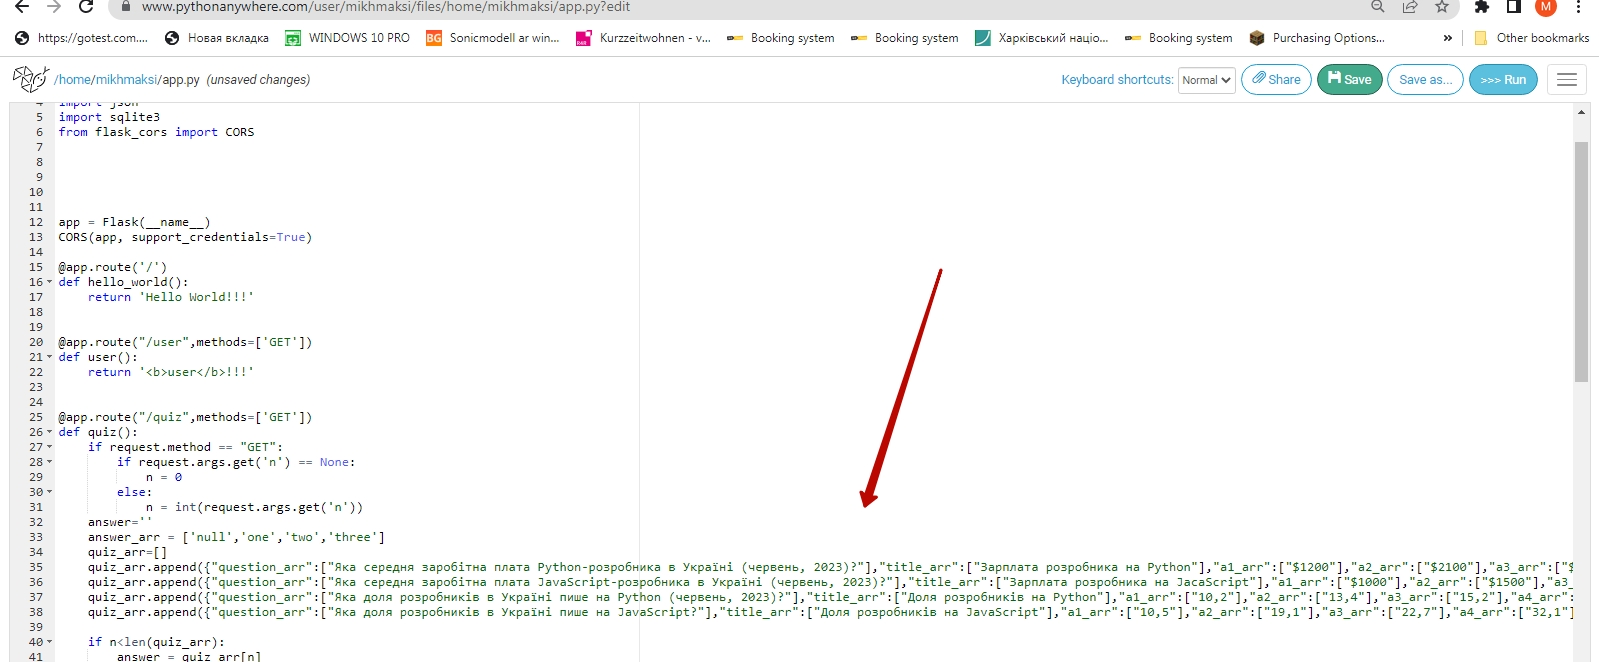 www.pythonanywhere.com/user/mikhmaksi/files/home/mikhmaksi/app.py?edit
M
https://gotest.com.... Новая вкладка WINDOWS 10 PRO BG Sonicmodell ar win... Kurzzeitwohnen - v... Booking system Booking system Харківський націо... Booking system Purchasing Options... » Other bookmarks
/home/mikhmaksi/app.py (unsaved changes) Keyboard shortcuts: Normal Share Save Save as... >>> Run
4 import json
5 import sqlite3
6 from flask_cors import CORS
7
8
9
10
11
12 app = Flask(__name__)
13 CORS(app, support_credentials=True)
14
15 @app.route('/')
16 def hello_world():
17 return 'Hello World!!!'
18
19
20 @app.route("/user",methods=['GET'])
21 def user():
22 return '<b>user</b>!!!'
23
24
25 @app.route("/quiz",methods=['GET'])
26 def quiz():
27 if request.method == "GET":
28 if request.args.get('n') == None:
29 n = 0
30 else:
31 n = int(request.args.get('n'))
32 answer=''
33 answer_arr = ['null','one','two','three']
34 quiz_arr=[]
35 quiz_arr.append({"question_arr":["Яка середня заробітна плата Python-розробника в Україні (червень, 2023)?"],"title_arr":["Зарплата розробника на Python"],"a1_arr":["$1200"],"a2_arr":["$2100"],"a3_arr":["$
36 quiz_arr.append({"question_arr":["Яка середня заробітна плата JavaScript-розробника в Україні (червень, 2023)?"],"title_arr":["Зарплата розробника на JacaScript"],"a1_arr":["$1000"],"a2_arr":["$1500"],"a3_
37 quiz_arr.append({"question_arr":["Яка доля розробників в Україні пише на Python (червень, 2023)?"],"title_arr":["Доля розробників на Python"],"a1_arr":["10,2"],"a2_arr":["13,4"],"a3_arr":["15,2"],"a4_arr":
38 quiz_arr.append({"question_arr":["Яка доля розробників в Україні пише на JavaScript?"],"title_arr":["Доля розробників на JavaScript"],"a1_arr":["10,5"],"a2_arr":["19,1"],"a3_arr":["22,7"],"a4_arr":["32,1"]
39
40 if n<len(quiz_arr):
41 answer = quiz_arr[n]